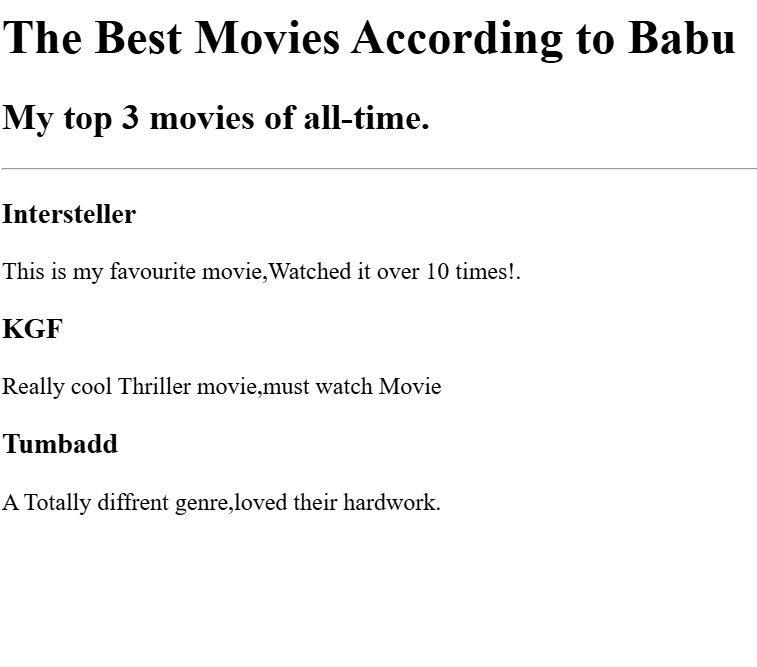 The Best Movies According to Babu
My top 3 movies of all-time.
Intersteller
This is my favourite movie,Watched it over 10 times!.
KGF
Really cool Thriller movie,must watch Movie
Tumbadd
A Totally diffrent genre,loved their hardwork.